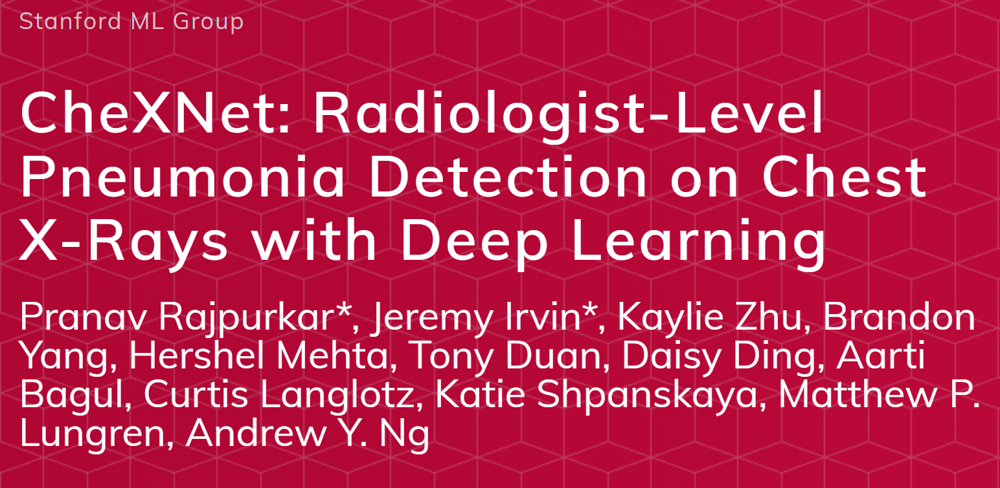 Stanford ML Group
CheXNet: Radiologist-Level
Pneumonia Detection on Chest
X-Rays with Deep Learning
Pranav Rajpurkar*, Jeremy Irvin*, Kaylie Zhu, Brandon
Yang, Hershel Mehta, Tony Duan, Daisy Ding, Aarti
Bagul, Curtis Langlotz, Katie Shpanskaya, Matthew P.
Lungren, Andrew Y. Ng